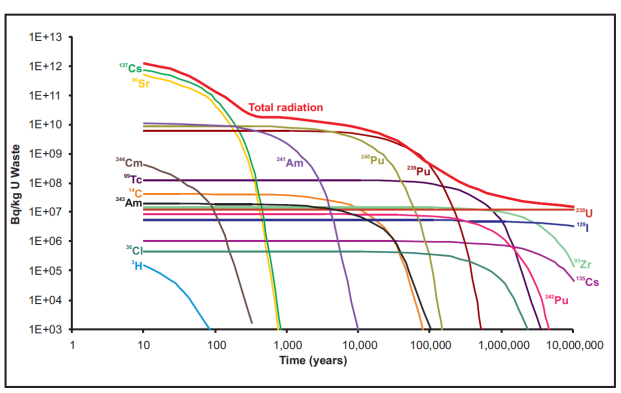 1E+13
1E+12
1E+11
1E+10
1E+09
1E+08
1E+07
1E+06
1E+05
1E+04
1E+03
Bq/kg U Waste
¹³⁷Cs
⁹⁰Sr
Total radiation
²⁴⁴Cm
⁹⁹Tc
¹⁴C
²⁴³Am
³⁶Cl
³H
²⁴¹Am
²⁴⁰Pu
²³⁹Pu
²³⁸U
¹²⁹I
⁹³Zr
¹³⁵Cs
²⁴²Pu
1 10 100 1,000 10,000 100,000 1,000,000 10,000,000
Time (years)